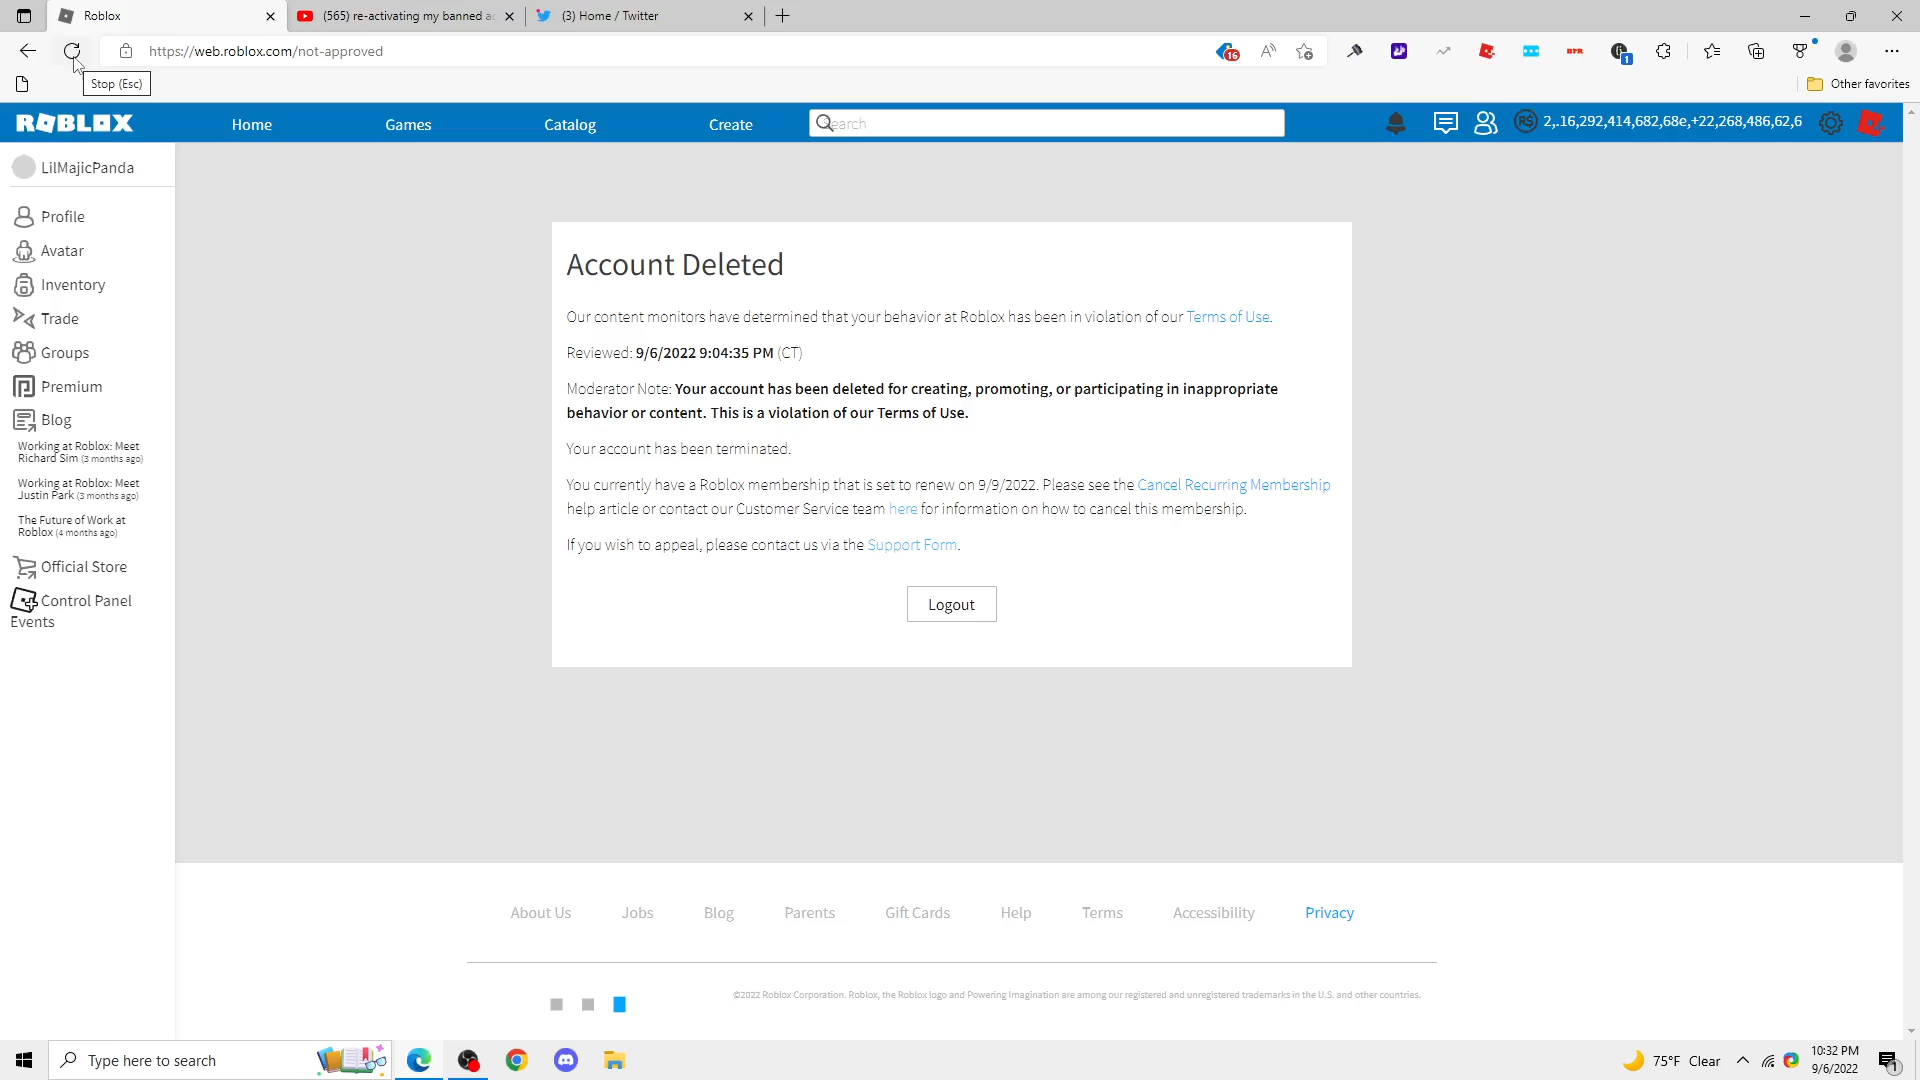 Roblox
(565) re-activating my banned ac
(3) Home / Twitter
https://web.roblox.com/not-approved
16
1
Stop (Esc)
Other favorites
ROBLOX
Home
Games
Catalog
Create
Search
2,.16,292,414,682,68e,+22,268,486,62,6
LilMajicPanda
Profile
Avatar
Inventory
Trade
Groups
Premium
Blog
Working at Roblox: Meet
Richard Sim (3 months ago)
Working at Roblox: Meet
Justin Park (3 months ago)
The Future of Work at
Roblox (4 months ago)
Official Store
Control Panel
Events
Account Deleted
Our content monitors have determined that your behavior at Roblox has been in violation of our Terms of Use.
Reviewed: 9/6/2022 9:04:35 PM (CT)
Moderator Note: Your account has been deleted for creating, promoting, or participating in inappropriate
behavior or content. This is a violation of our Terms of Use.
Your account has been terminated.
You currently have a Roblox membership that is set to renew on 9/9/2022. Please see the Cancel Recurring Membership
help article or contact our Customer Service team here for information on how to cancel this membership.
If you wish to appeal, please contact us via the Support Form.
Logout
About Us
Jobs
Blog
Parents
Gift Cards
Help
Terms
Accessibility
Privacy
©2022 Roblox Corporation. Roblox, the Roblox logo and Powering Imagination are among our registered and unregistered trademarks in the U.S. and other countries.
Type here to search
75°F Clear
10:32 PM
9/6/2022
1